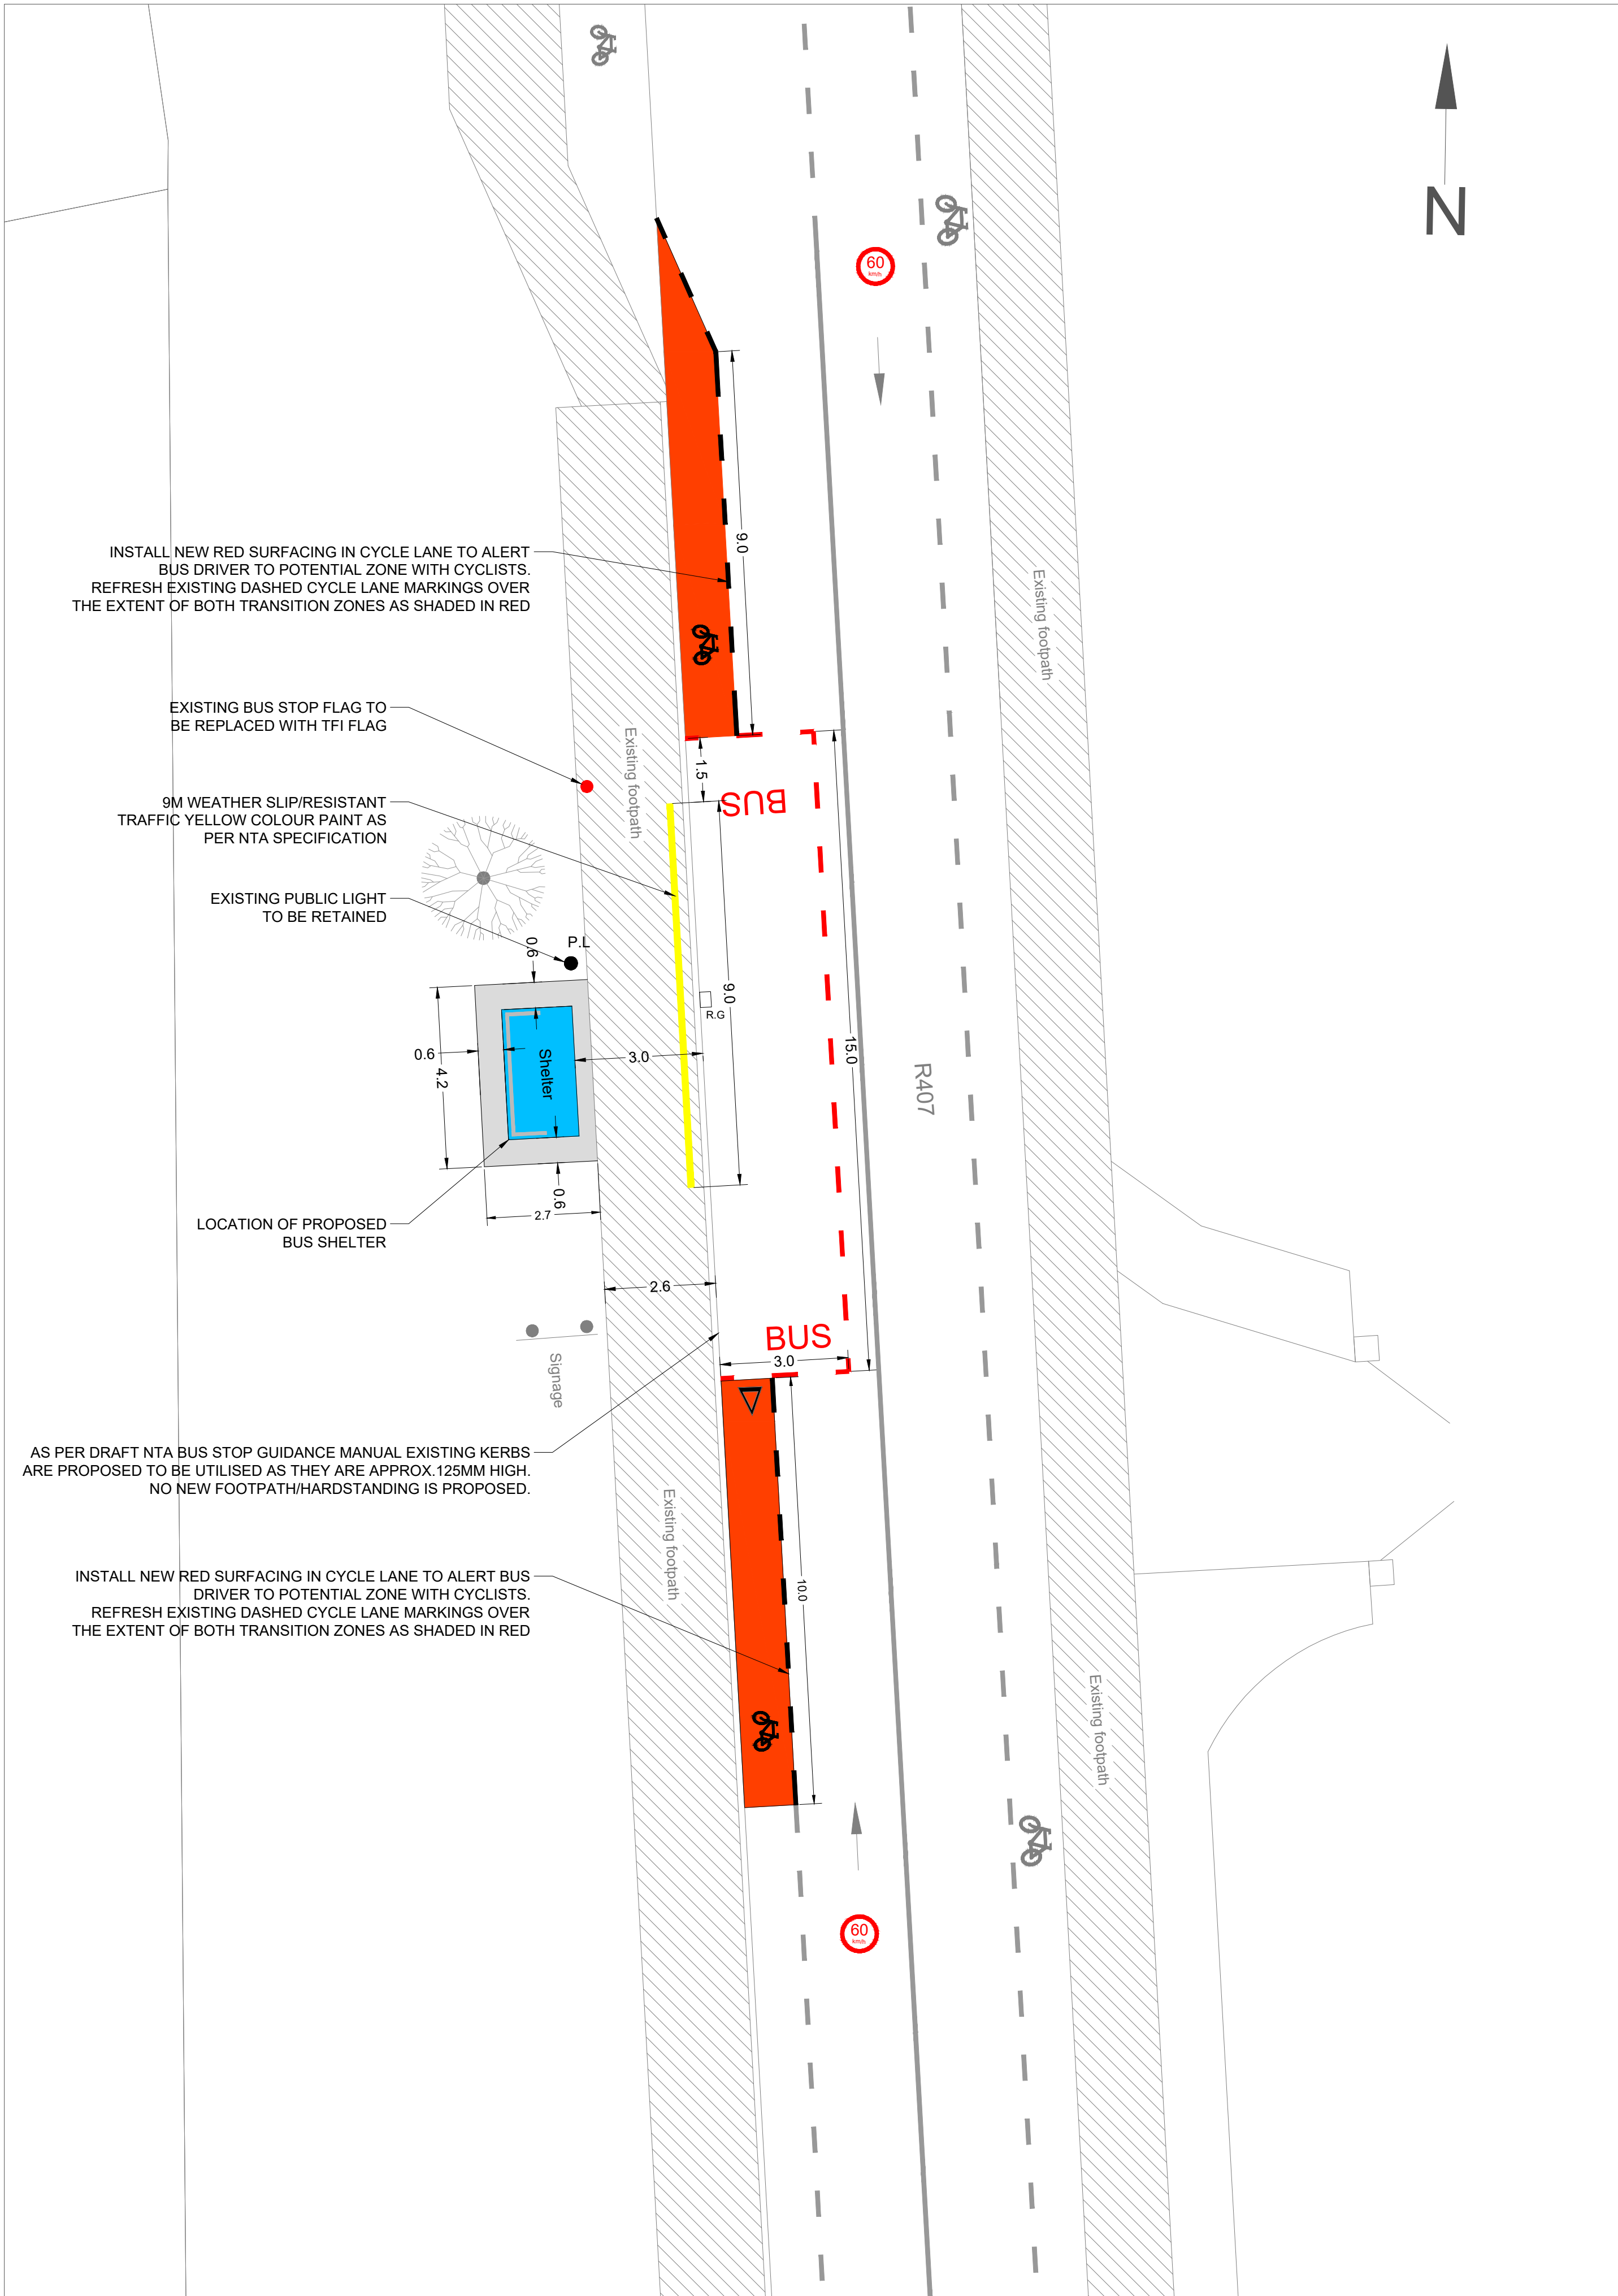 N
60
km/h
9.0
INSTALL NEW RED SURFACING IN CYCLE LANE TO ALERT
BUS DRIVER TO POTENTIAL ZONE WITH CYCLISTS.
REFRESH EXISTING DASHED CYCLE LANE MARKINGS OVER
THE EXTENT OF BOTH TRANSITION ZONES AS SHADED IN RED
Existing footpath
EXISTING BUS STOP FLAG TO
BE REPLACED WITH TFI FLAG
Existing footpath
1.5
BUS
9M WEATHER SLIP/RESISTANT
TRAFFIC YELLOW COLOUR PAINT AS
PER NTA SPECIFICATION
EXISTING PUBLIC LIGHT
TO BE RETAINED
P.L
0.6
9.0
R.G
15.0
0.6
4.2
Shelter
3.0
R407
0.6
2.7
LOCATION OF PROPOSED
BUS SHELTER
2.6
BUS
3.0
Signage
AS PER DRAFT NTA BUS STOP GUIDANCE MANUAL EXISTING KERBS
ARE PROPOSED TO BE UTILISED AS THEY ARE APPROX.125MM HIGH.
NO NEW FOOTPATH/HARDSTANDING IS PROPOSED.
Existing footpath
10.0
INSTALL NEW RED SURFACING IN CYCLE LANE TO ALERT BUS
DRIVER TO POTENTIAL ZONE WITH CYCLISTS.
REFRESH EXISTING DASHED CYCLE LANE MARKINGS OVER
THE EXTENT OF BOTH TRANSITION ZONES AS SHADED IN RED
Existing footpath
60
km/h